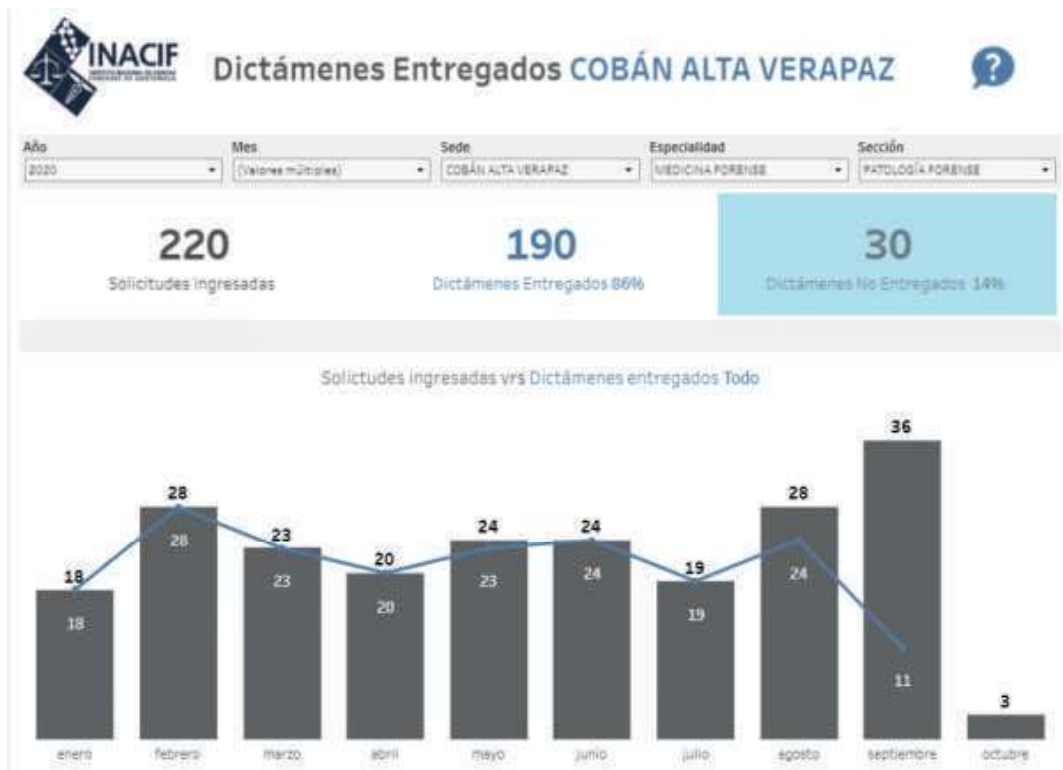 INACIF
Dictámenes Entregados COBÁN ALTA VERAPAZ
?
Año Mes Sede Especialidad Sección
2020 (Valores múltiples) COBÁN ALTA VERAPAZ MEDICINA FORENSE PATOLOGÍA FORENSE
220 190 30
Solicitudes ingresadas Dictámenes Entregados 86% Dictámenes No Entregados 14%
Solictudes ingresadas vrs Dictámenes entregados Todo
18 28 23 20 24 24 19 28 36 3
18 28 23 20 23 24 19 24 11
enero febrero marzo abril mayo junio julio agosto septiembre octubre